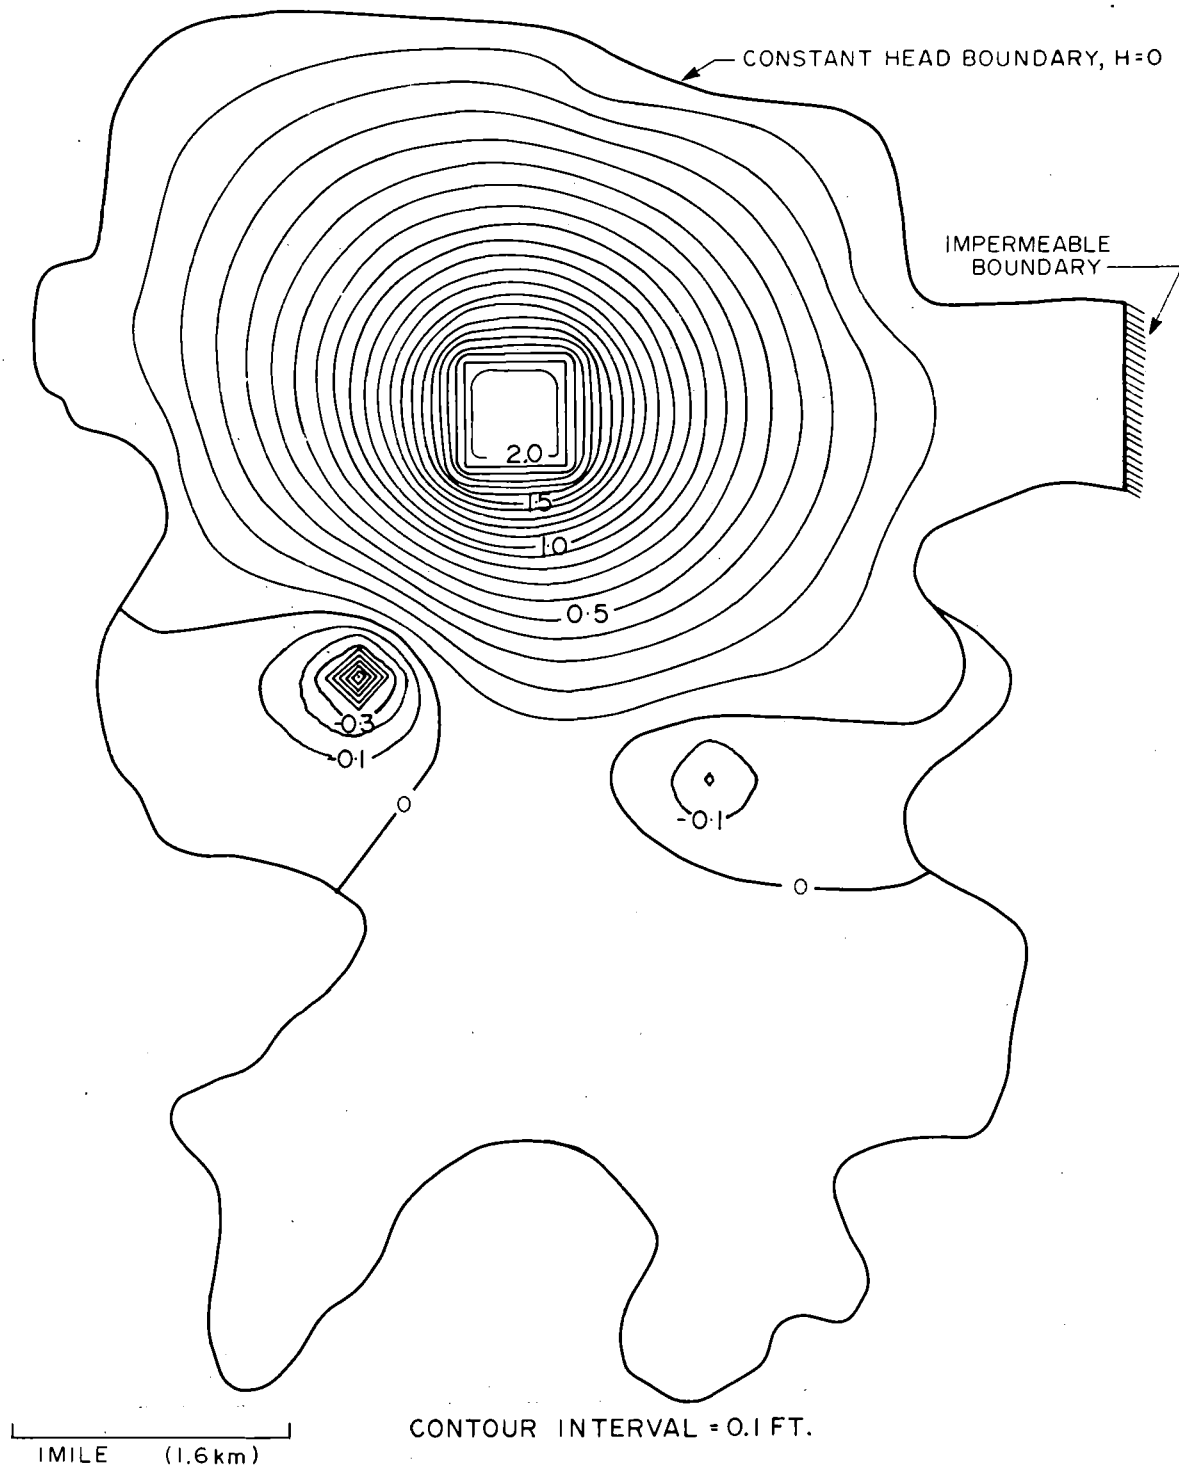 CONSTANT HEAD BOUNDARY, H=0
IMPERMEABLE
BOUNDARY
2.0
1.5
1.0
0.5
-0.3
-0.1
0
-0.1
0
CONTOUR INTERVAL = 0.1 FT.
1MILE (1.6km)